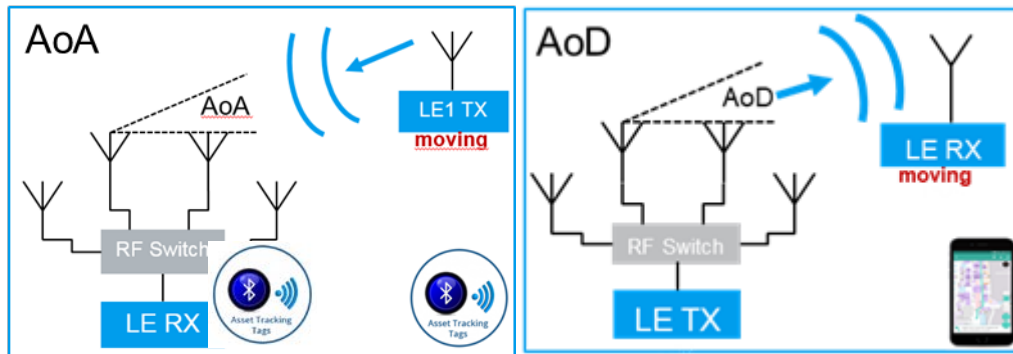 AoA
AoA
LE1 TX
moving
RF Switch
LE RX
Asset Tracking
Tags
Asset Tracking
Tags
AoD
AoD
LE RX
moving
RF Switch
LE TX